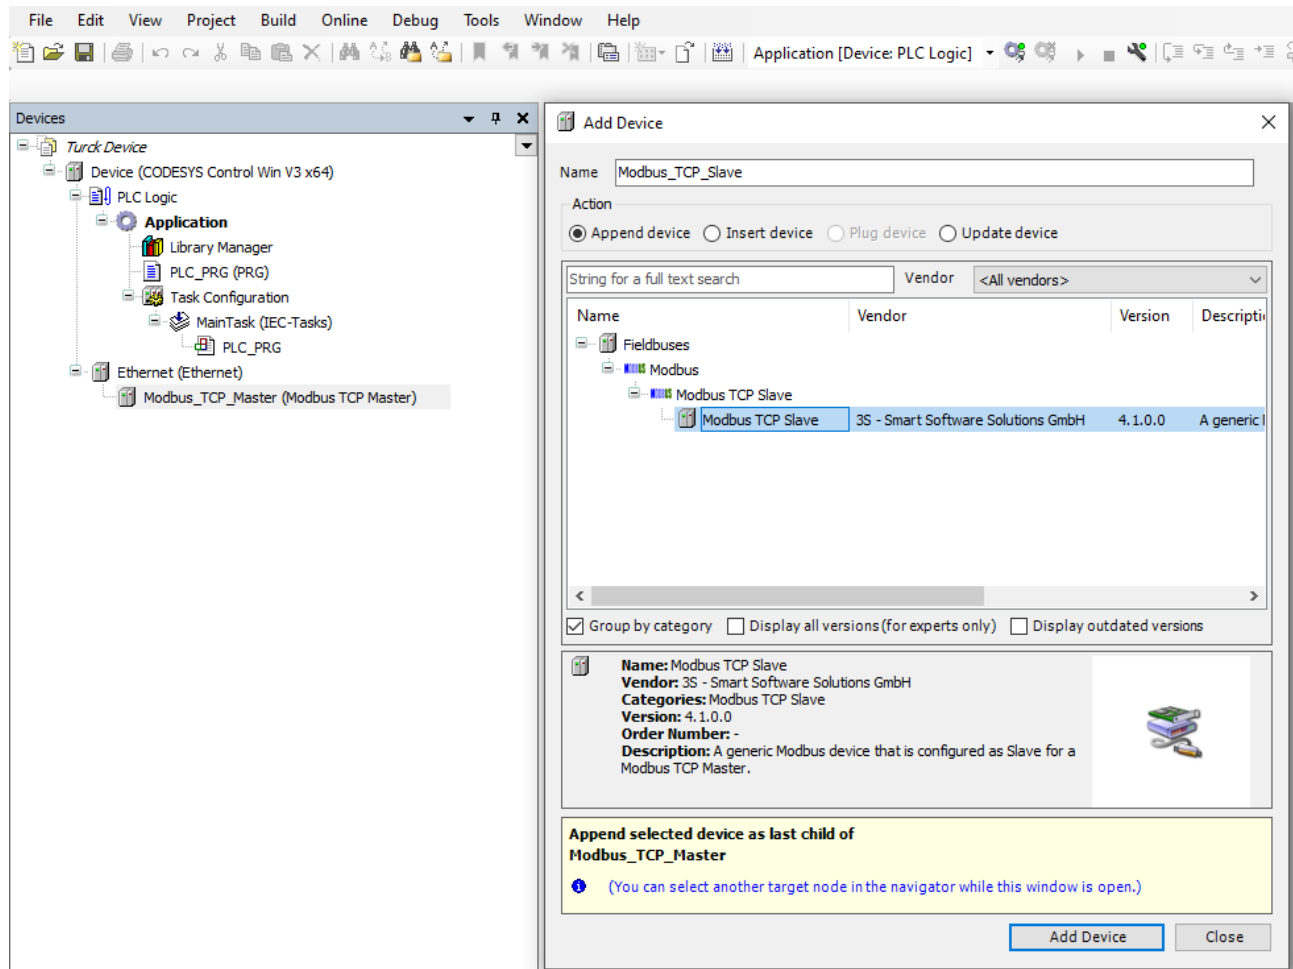 File Edit View Project Build Online Debug Tools Window Help
Application [Device: PLC Logic]
Devices
Turck Device
Device (CODESYS Control Win V3 x64)
PLC Logic
Application
Library Manager
PLC_PRG (PRG)
Task Configuration
MainTask (IEC-Tasks)
PLC_PRG
Ethernet (Ethernet)
Modbus_TCP_Master (Modbus TCP Master)
Add Device
Name Modbus_TCP_Slave
Action
Append device Insert device Plug device Update device
String for a full text search Vendor <All vendors>
Name Vendor Version Descripti
Fieldbuses
Modbus
Modbus TCP Slave
Modbus TCP Slave 3S - Smart Software Solutions GmbH 4.1.0.0 A generic
Group by category Display all versions (for experts only) Display outdated versions
Name: Modbus TCP Slave
Vendor: 3S - Smart Software Solutions GmbH
Categories: Modbus TCP Slave
Version: 4.1.0.0
Order Number: -
Description: A generic Modbus device that is configured as Slave for a
Modbus TCP Master.
Append selected device as last child of
Modbus_TCP_Master
(You can select another target node in the navigator while this window is open.)
Add Device Close